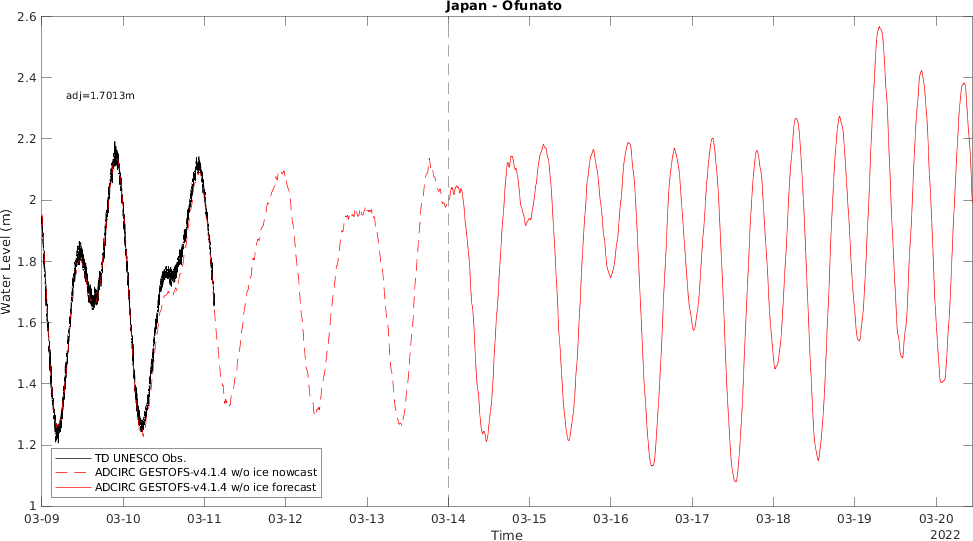 Japan - Ofunato
2.6
2.4
adj=1.7013m
2.2
2
1.8
Water Level (m)
1.6
1.4
1.2
TD UNESCO Obs.
ADCIRC GESTOFS-v4.1.4 w/o ice nowcast
ADCIRC GESTOFS-v4.1.4 w/o ice forecast
1
03-09 03-10 03-11 03-12 03-13 03-14 03-15 03-16 03-17 03-18 03-19 03-20
Time 2022